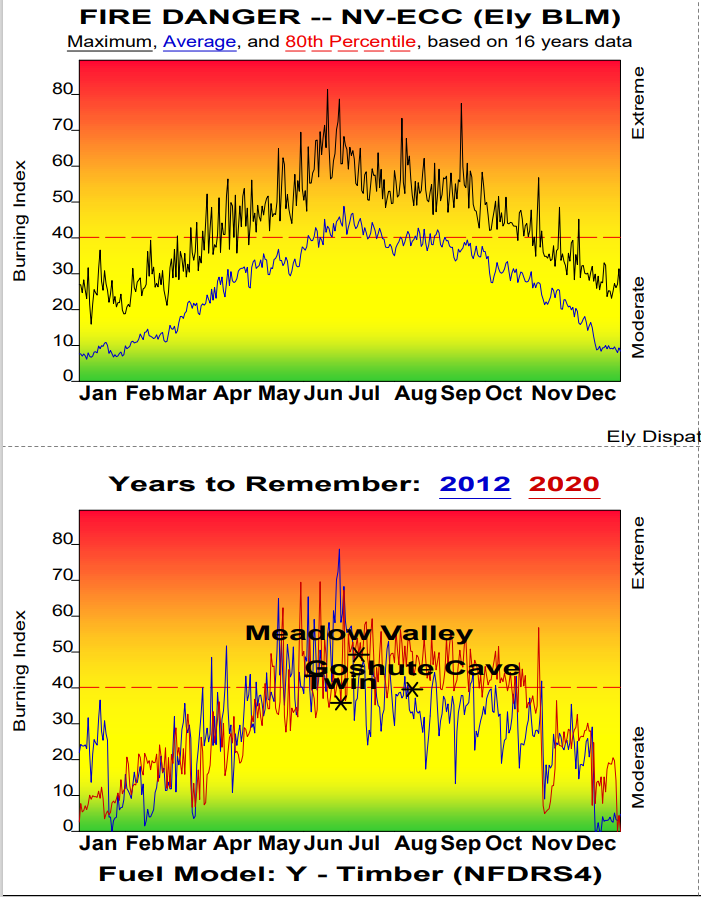 FIRE DANGER -- NV-ECC (Ely BLM)
Maximum, Average, and 80th Percentile, based on 16 years data
Burning Index
80
70
60
50
40
30
20
10
0
Extreme
Moderate
Jan Feb Mar Apr May Jun Jul Aug Sep Oct Nov Dec
Ely Dispat
Years to Remember: 2012 2020
Burning Index
80
70
60
50
40
30
20
10
0
Extreme
Moderate
Meadow Valley
Goshute Cave
Twin
Jan Feb Mar Apr May Jun Jul Aug Sep Oct Nov Dec
Fuel Model: Y - Timber (NFDRS4)